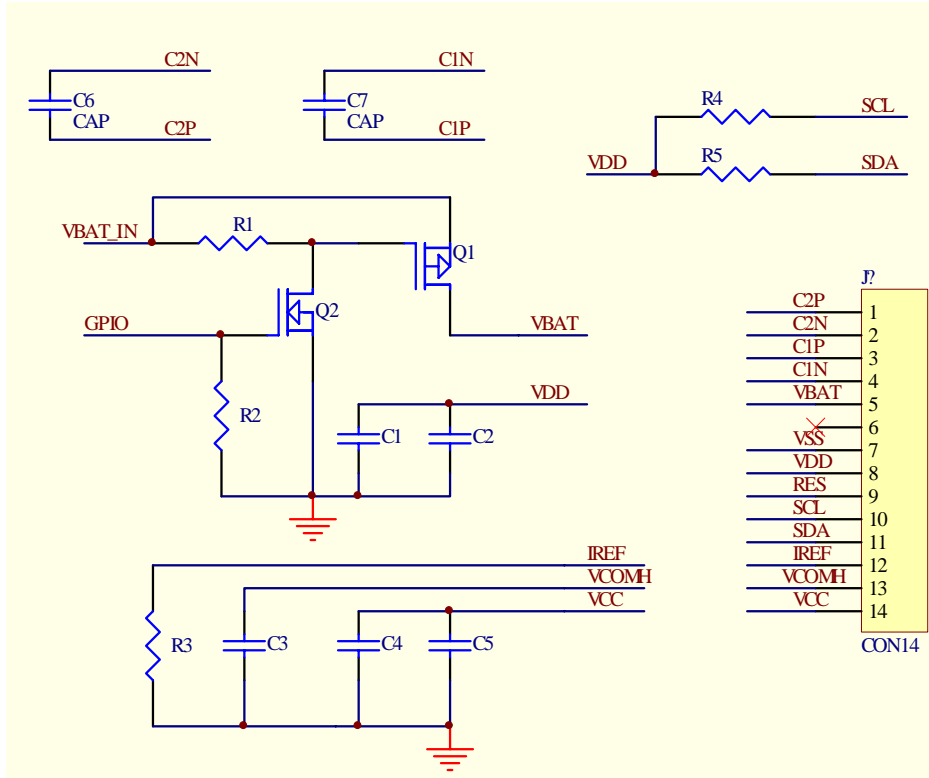 C2N
C6
CAP
C2P
C1N
C7
CAP
C1P
R4
SCL
VDD
R5
SDA
VBAT_IN
R1
Q1
GPIO
Q2
VBAT
R2
VDD
C1
C2
IREF
VCOMH
VCC
R3
C3
C4
C5
J?
C2P 1
C2N 2
C1P 3
C1N 4
VBAT 5
6
VSS 7
VDD 8
RES 9
SCL 10
SDA 11
IREF 12
VCOMH 13
VCC 14
CON14